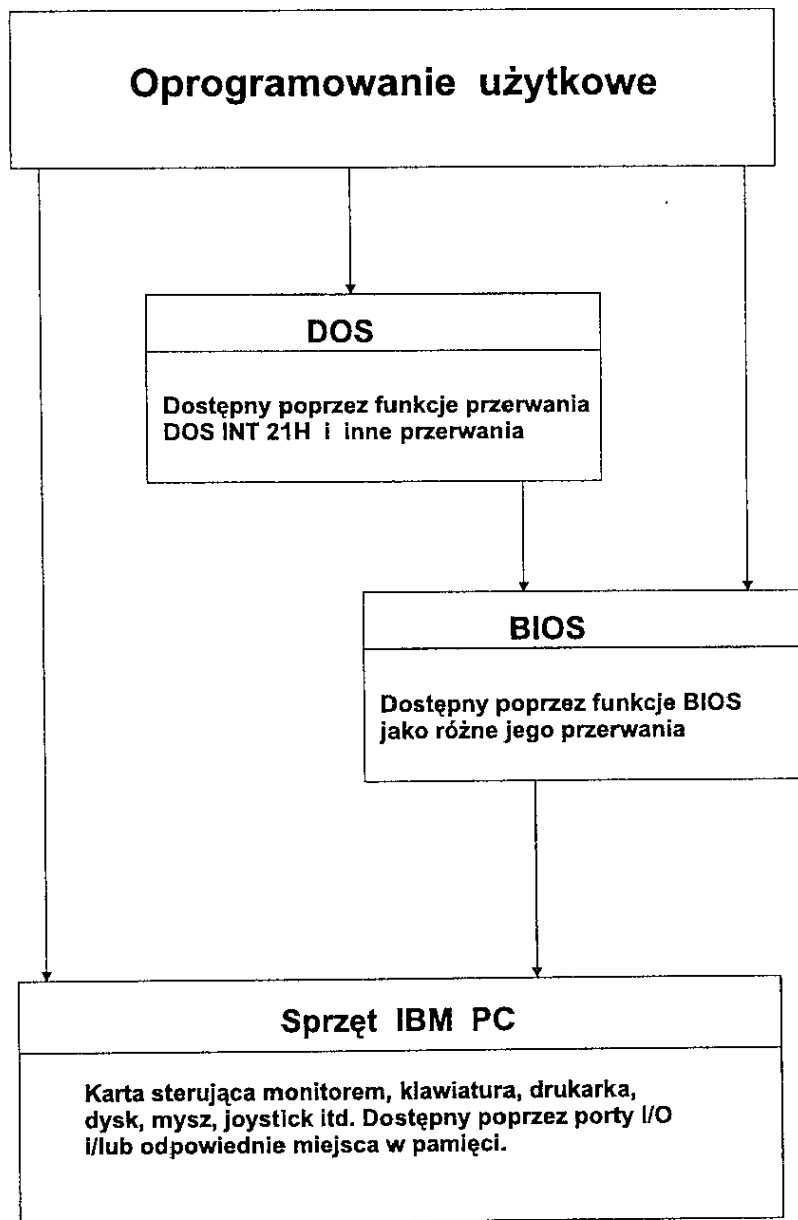 Oprogramowanie użytkowe
DOS
Dostępny poprzez funkcje przerwania
DOS INT 21H i inne przerwania
BIOS
Dostępny poprzez funkcje BIOS
jako różne jego przerwania
Sprzęt IBM PC
Karta sterująca monitorem, klawiatura, drukarka,
dysk, mysz, joystick itd. Dostępny poprzez porty I/O
i/lub odpowiednie miejsca w pamięci.